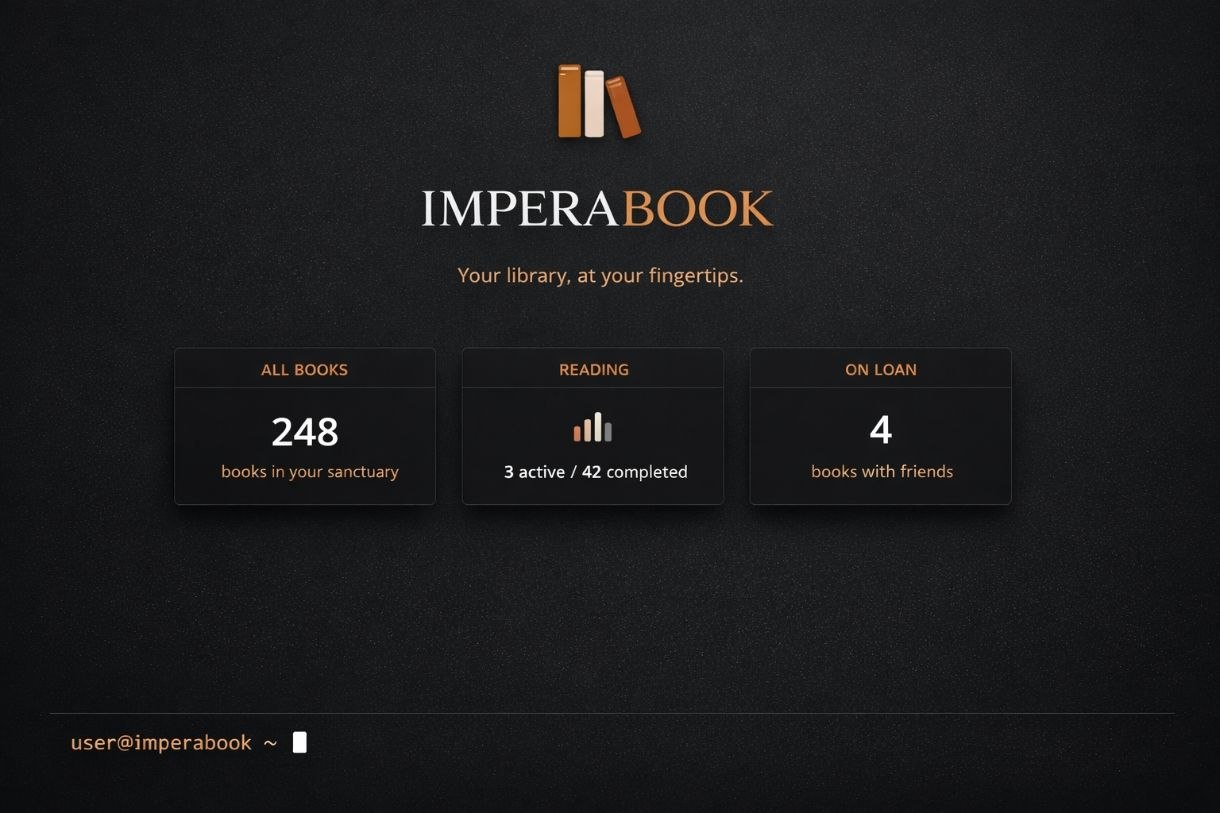 IMPERABOOK
Your library, at your fingertips.
ALL BOOKS
248
books in your sanctuary
READING
3 active / 42 completed
ON LOAN
4
books with friends
user@imperabook ~